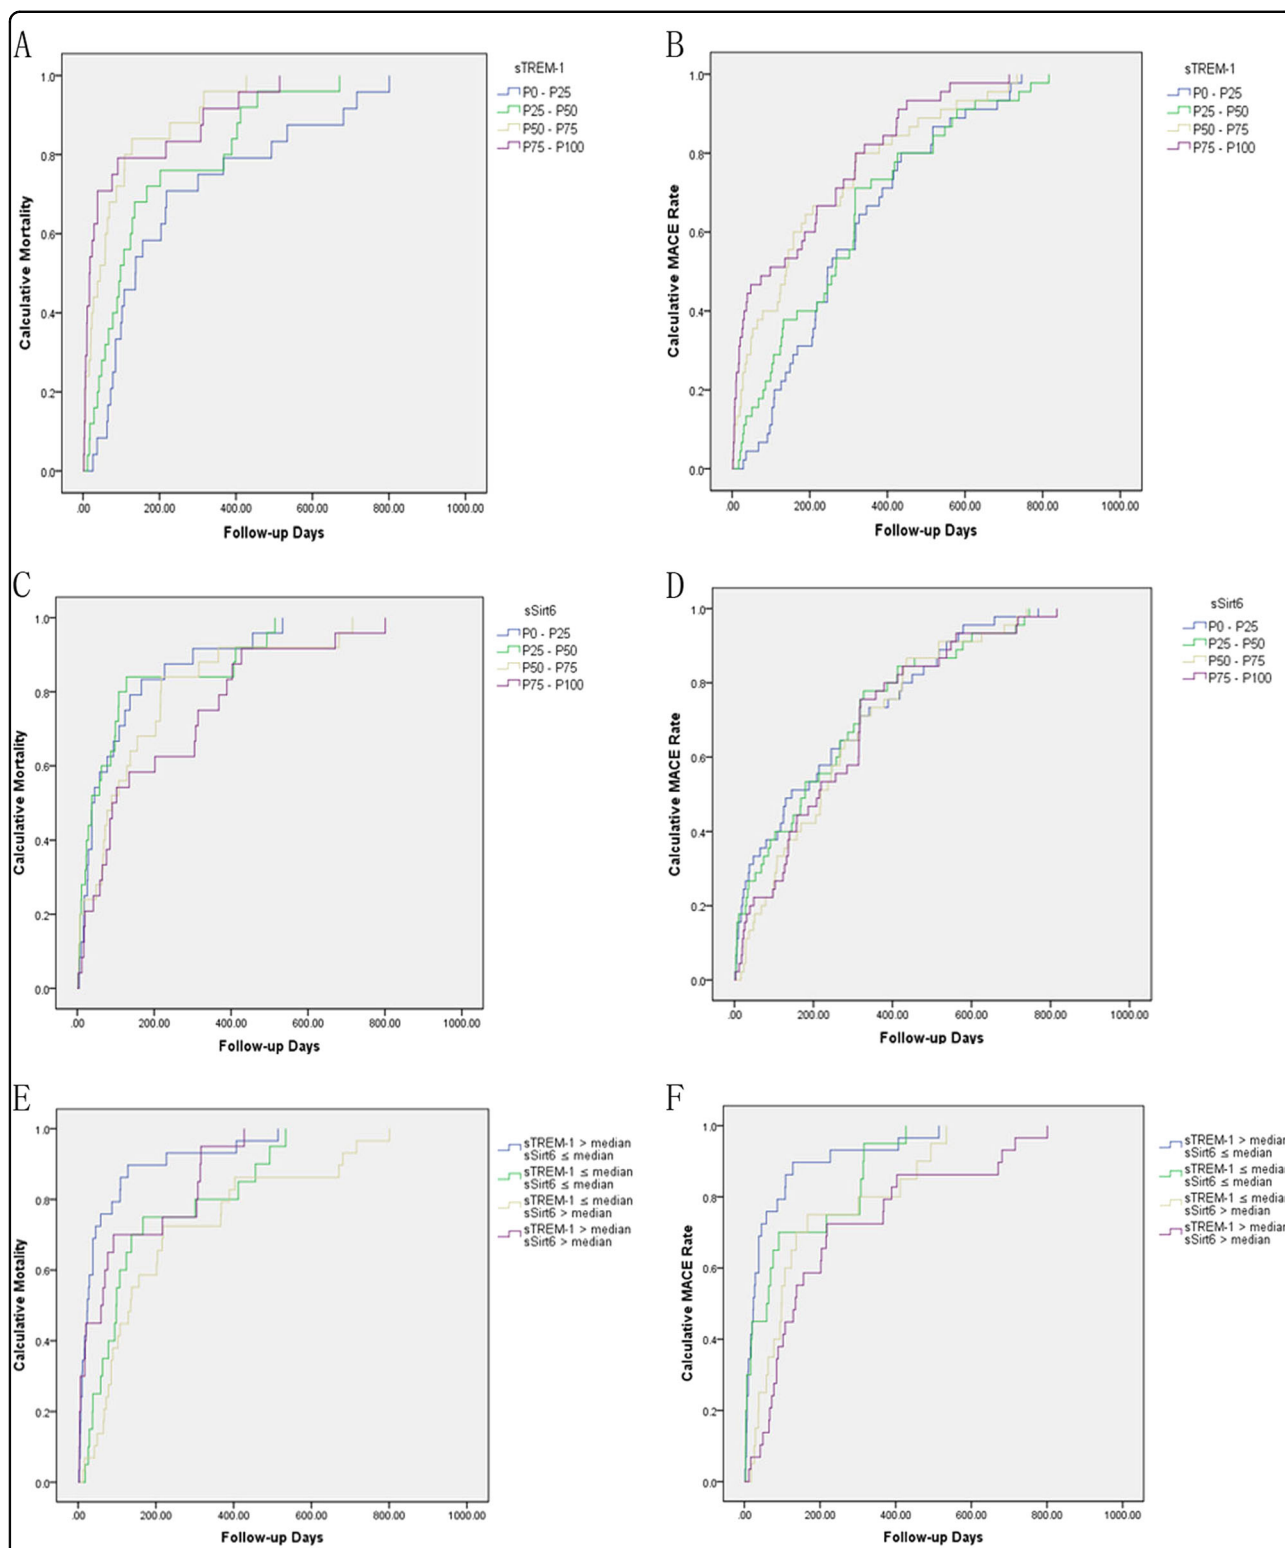 A
sTREM-1
P0 - P25
P25 - P50
P50 - P75
P75 - P100
1.0
0.8
0.6
0.4
0.2
0.0
Calculative Mortality
.00 200.00 400.00 600.00 800.00 1000.00
Follow-up Days
B
sTREM-1
P0 - P25
P25 - P50
P50 - P75
P75 - P100
1.0
0.8
0.6
0.4
0.2
0.0
Calculative MACE Rate
.00 200.00 400.00 600.00 800.00 1000.00
Follow-up Days
C
sSirt6
P0 - P25
P25 - P50
P50 - P75
P75 - P100
1.0
0.8
0.6
0.4
0.2
0.0
Calculative Mortality
.00 200.00 400.00 600.00 800.00 1000.00
Follow-up Days
D
sSirt6
P0 - P25
P25 - P50
P50 - P75
P75 - P100
1.0
0.8
0.6
0.4
0.2
0.0
Calculative MACE Rate
.00 200.00 400.00 600.00 800.00 1000.00
Follow-up Days
E
sTREM-1 > median
sSirt6 ≤ median
sTREM-1 ≤ median
sSirt6 ≤ median
sTREM-1 ≤ median
sSirt6 > median
sTREM-1 > median
sSirt6 > median
1.0
0.8
0.6
0.4
0.2
0.0
Calculative Motality
.00 200.00 400.00 600.00 800.00 1000.00
Follow-up Days
F
sTREM-1 > median
sSirt6 ≤ median
sTREM-1 ≤ median
sSirt6 ≤ median
sTREM-1 ≤ median
sSirt6 > median
sTREM-1 > median
sSirt6 > median
1.0
0.8
0.6
0.4
0.2
0.0
Calculative MACE Rate
.00 200.00 400.00 600.00 800.00 1000.00
Follow-up Days